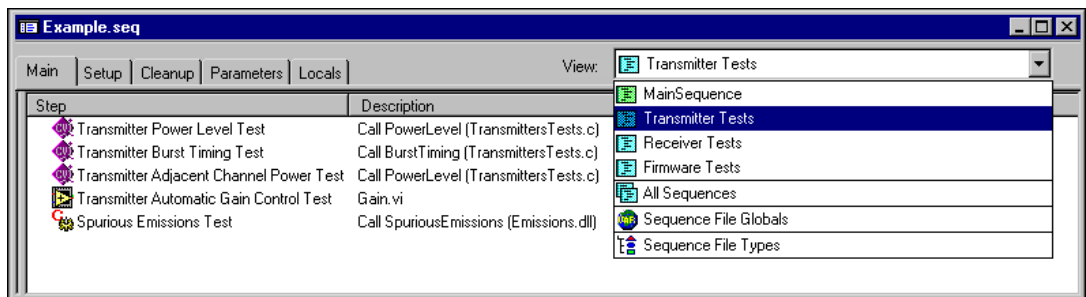 Example.seq
Main Setup Cleanup Parameters Locals View: Transmitter Tests
Step Description
MainSequence
Transmitter Tests
Receiver Tests
Firmware Tests
All Sequences
Sequence File Globals
Sequence File Types
Transmitter Power Level Test Call PowerLevel (TransmittersTests.c)
Transmitter Burst Timing Test Call BurstTiming (TransmittersTests.c)
Transmitter Adjacent Channel Power Test Call PowerLevel (TransmittersTests.c)
Transmitter Automatic Gain Control Test Gain.vi
Spurious Emissions Test Call SpuriousEmissions (Emissions.dll)